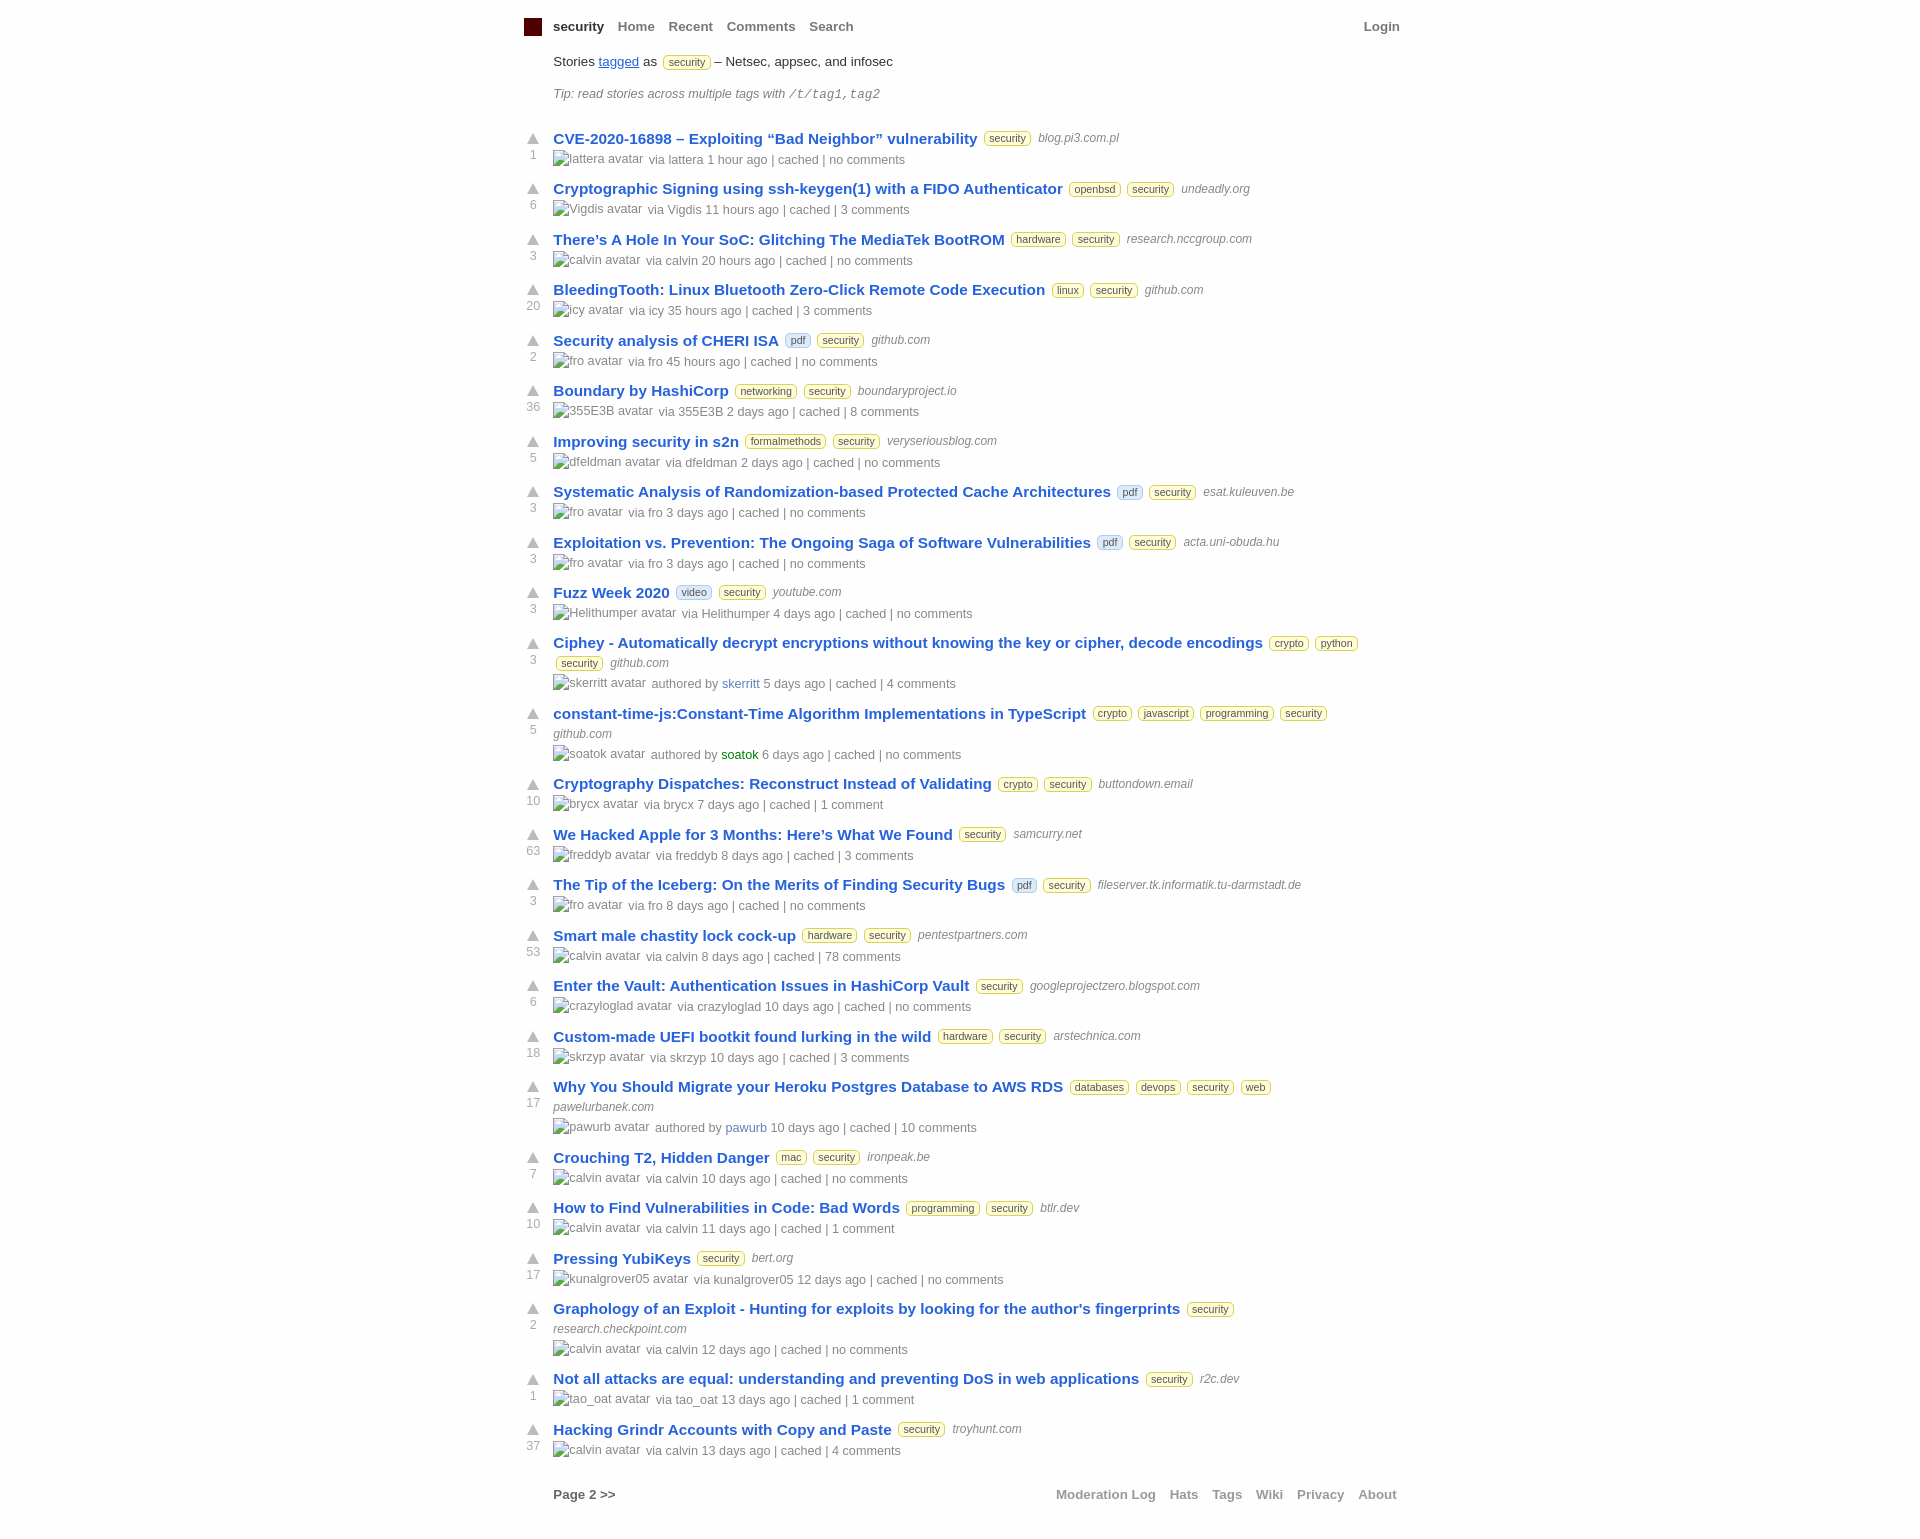 security Home Recent Comments Search Login
Stories tagged as security – Netsec, appsec, and infosec
Tip: read stories across multiple tags with /t/tag1,tag2
CVE-2020-16898 – Exploiting “Bad Neighbor” vulnerability security blog.pi3.com.pl
1 lattera avatar via lattera 1 hour ago | cached | no comments
Cryptographic Signing using ssh-keygen(1) with a FIDO Authenticator openbsd security undeadly.org
6 Vigdis avatar via Vigdis 11 hours ago | cached | 3 comments
There’s A Hole In Your SoC: Glitching The MediaTek BootROM hardware security research.nccgroup.com
3 calvin avatar via calvin 20 hours ago | cached | no comments
BleedingTooth: Linux Bluetooth Zero-Click Remote Code Execution linux security github.com
20 icy avatar via icy 35 hours ago | cached | 3 comments
Security analysis of CHERI ISA pdf security github.com
2 fro avatar via fro 45 hours ago | cached | no comments
Boundary by HashiCorp networking security boundaryproject.io
36 355E3B avatar via 355E3B 2 days ago | cached | 8 comments
Improving security in s2n formalmethods security veryseriousblog.com
5 dfeldman avatar via dfeldman 2 days ago | cached | no comments
Systematic Analysis of Randomization-based Protected Cache Architectures pdf security esat.kuleuven.be
3 fro avatar via fro 3 days ago | cached | no comments
Exploitation vs. Prevention: The Ongoing Saga of Software Vulnerabilities pdf security acta.uni-obuda.hu
3 fro avatar via fro 3 days ago | cached | no comments
Fuzz Week 2020 video security youtube.com
3 Helithumper avatar via Helithumper 4 days ago | cached | no comments
Ciphey - Automatically decrypt encryptions without knowing the key or cipher, decode encodings crypto python
3 security github.com
skerritt avatar authored by skerritt 5 days ago | cached | 4 comments
constant-time-js:Constant-Time Algorithm Implementations in TypeScript crypto javascript programming security
5 github.com
soatok avatar authored by soatok 6 days ago | cached | no comments
Cryptography Dispatches: Reconstruct Instead of Validating crypto security buttondown.email
10 brycx avatar via brycx 7 days ago | cached | 1 comment
We Hacked Apple for 3 Months: Here’s What We Found security samcurry.net
63 freddyb avatar via freddyb 8 days ago | cached | 3 comments
The Tip of the Iceberg: On the Merits of Finding Security Bugs pdf security fileserver.tk.informatik.tu-darmstadt.de
3 fro avatar via fro 8 days ago | cached | no comments
Smart male chastity lock cock-up hardware security pentestpartners.com
53 calvin avatar via calvin 8 days ago | cached | 78 comments
Enter the Vault: Authentication Issues in HashiCorp Vault security googleprojectzero.blogspot.com
6 crazyloglad avatar via crazyloglad 10 days ago | cached | no comments
Custom-made UEFI bootkit found lurking in the wild hardware security arstechnica.com
18 skrzyp avatar via skrzyp 10 days ago | cached | 3 comments
Why You Should Migrate your Heroku Postgres Database to AWS RDS databases devops security web
17 pawelurbanek.com
pawurb avatar authored by pawurb 10 days ago | cached | 10 comments
Crouching T2, Hidden Danger mac security ironpeak.be
7 calvin avatar via calvin 10 days ago | cached | no comments
How to Find Vulnerabilities in Code: Bad Words programming security btlr.dev
10 calvin avatar via calvin 11 days ago | cached | 1 comment
Pressing YubiKeys security bert.org
17 kunalgrover05 avatar via kunalgrover05 12 days ago | cached | no comments
Graphology of an Exploit - Hunting for exploits by looking for the author's fingerprints security
2 research.checkpoint.com
calvin avatar via calvin 12 days ago | cached | no comments
Not all attacks are equal: understanding and preventing DoS in web applications security r2c.dev
1 tao_oat avatar via tao_oat 13 days ago | cached | 1 comment
Hacking Grindr Accounts with Copy and Paste security troyhunt.com
37 calvin avatar via calvin 13 days ago | cached | 4 comments
Page 2 >> Moderation Log Hats Tags Wiki Privacy About